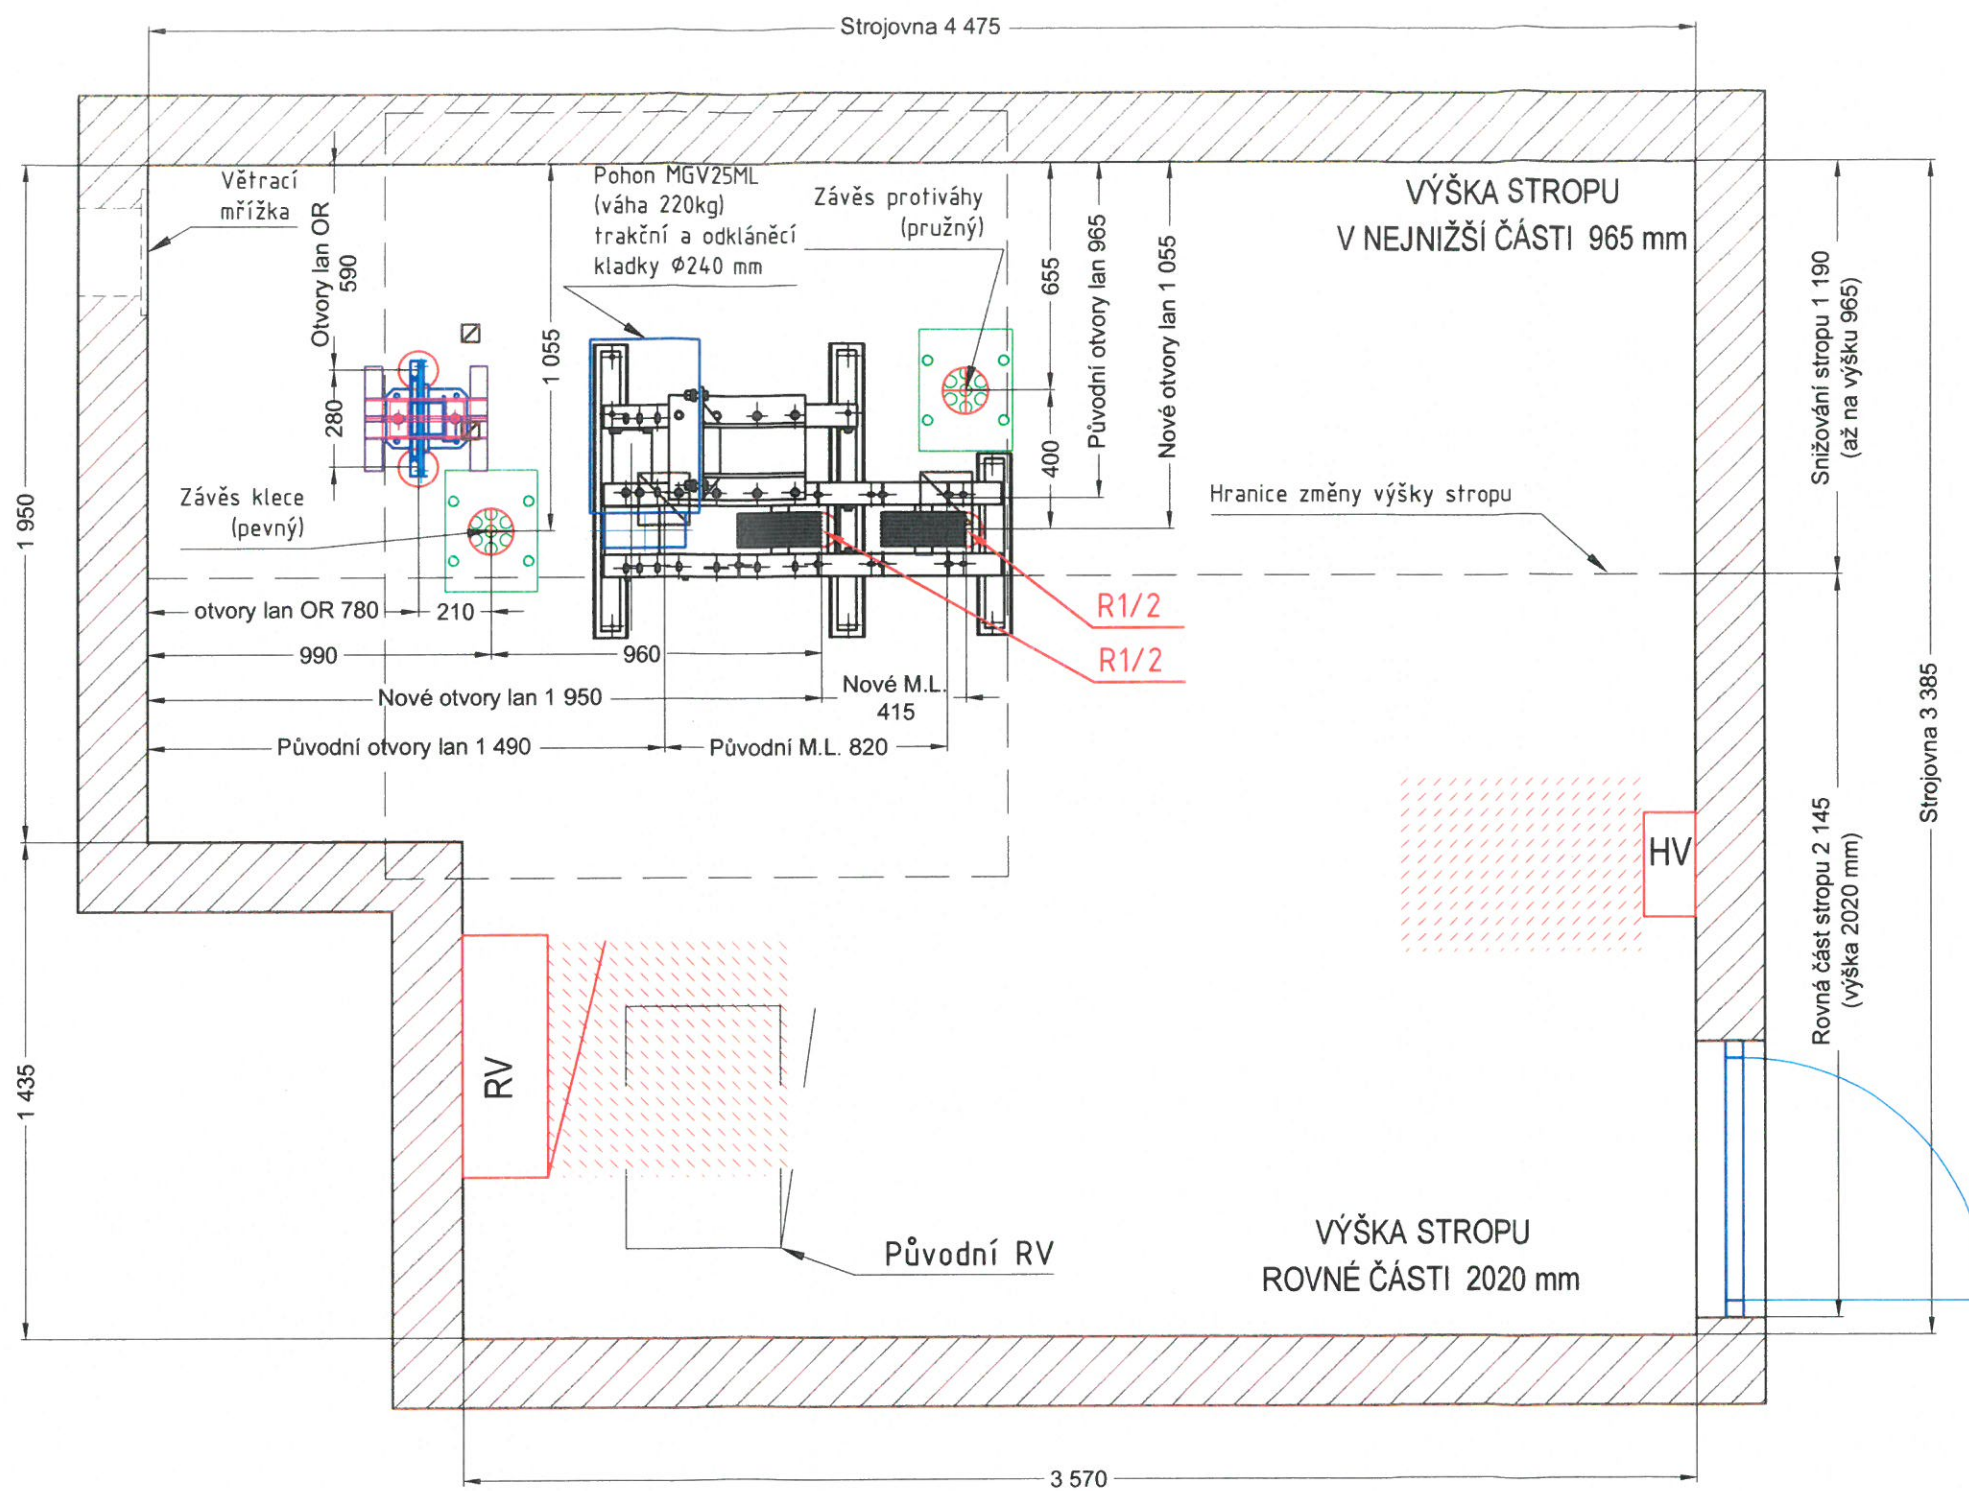 Strojovna 4 475
Větrací
mřížka
Otvory lan OR
590
280
1 055
Pohon MGV25ML
(váha 220kg)
trakční a odkláněcí
kladky Ø240 mm
Závěs protiváhy
(pružný)
655
400
Původní otvory lan 965
Nové otvory lan 1 055
VÝŠKA STROPU
V NEJNIŽŠÍ ČÁSTI 965 mm
Snižování stropu 1 190
(až na výšku 965)
1 950
Závěs klece
(pevný)
Hranice změny výšky stropu
otvory lan OR 780
210
R1/2
990
960
R1/2
Nové otvory lan 1 950
Nové M.L.
415
Původní otvory lan 1 490
Původní M.L. 820
Strojovna 3 385
HV
Rovná část stropu 2 145
(výška 2020 mm)
1 435
RV
Původní RV
VÝŠKA STROPU
ROVNÉ ČÁSTI 2020 mm
3 570